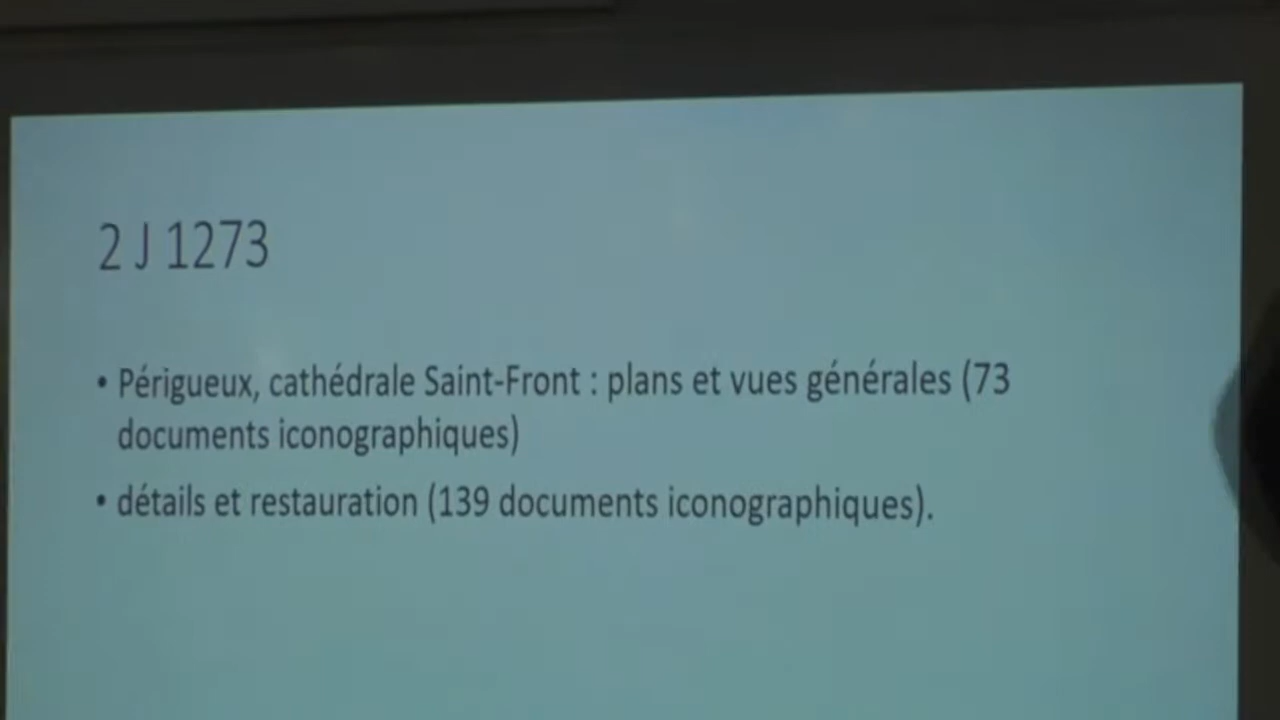 2 J 1273
• Périgueux, cathédrale Saint-Front : plans et vues générales (73
documents iconographiques)
• détails et restauration (139 documents iconographiques).